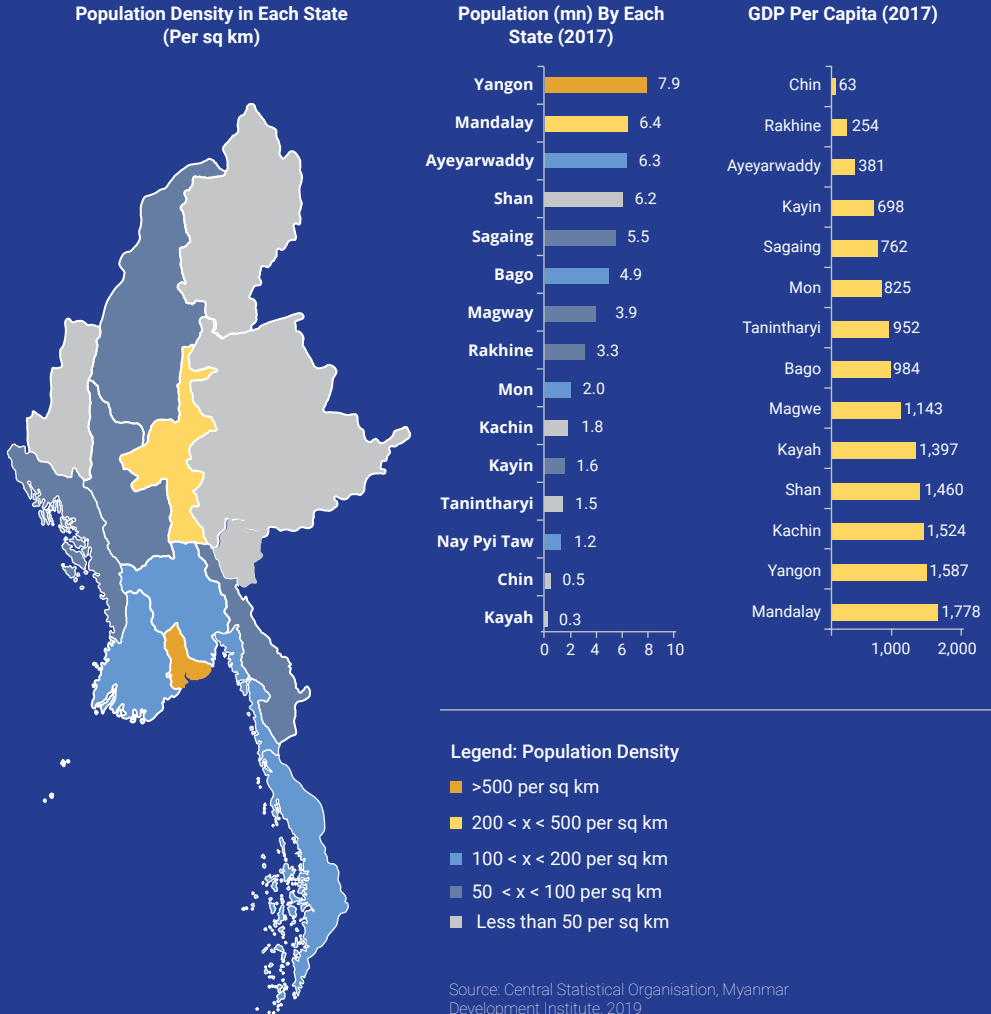 Population Density in Each State
(Per sq km)
Population (mn) By Each
State (2017)
Yangon 7.9
Mandalay 6.4
Ayeyarwaddy 6.3
Shan 6.2
Sagaing 5.5
Bago 4.9
Magway 3.9
Rakhine 3.3
Mon 2.0
Kachin 1.8
Kayin 1.6
Tanintharyi 1.5
Nay Pyi Taw 1.2
Chin 0.5
Kayah 0.3
0 2 4 6 8 10
GDP Per Capita (2017)
Chin 63
Rakhine 254
Ayeyarwaddy 381
Kayin 698
Sagaing 762
Mon 825
Tanintharyi 952
Bago 984
Magwe 1,143
Kayah 1,397
Shan 1,460
Kachin 1,524
Yangon 1,587
Mandalay 1,778
1,000 2,000
Legend: Population Density
>500 per sq km
200 < x < 500 per sq km
100 < x < 200 per sq km
50 < x < 100 per sq km
Less than 50 per sq km
Source: Central Statistical Organisation, Myanmar
Development Institute, 2019